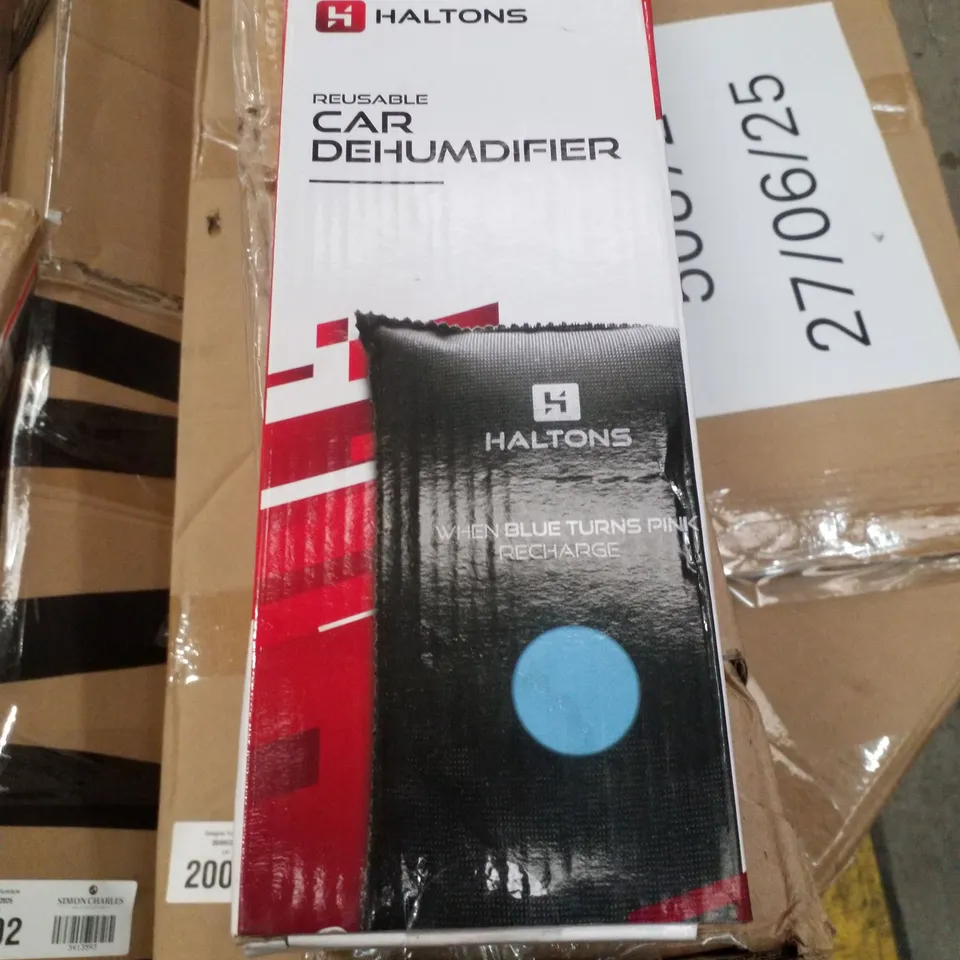 HALTONS
REUSABLE
CAR
DEHUMDIFIER
27/06/25
HALTONS
WHEN BLUE TURNS PINK
RECHARGE
200
02
SIMON CHARLES